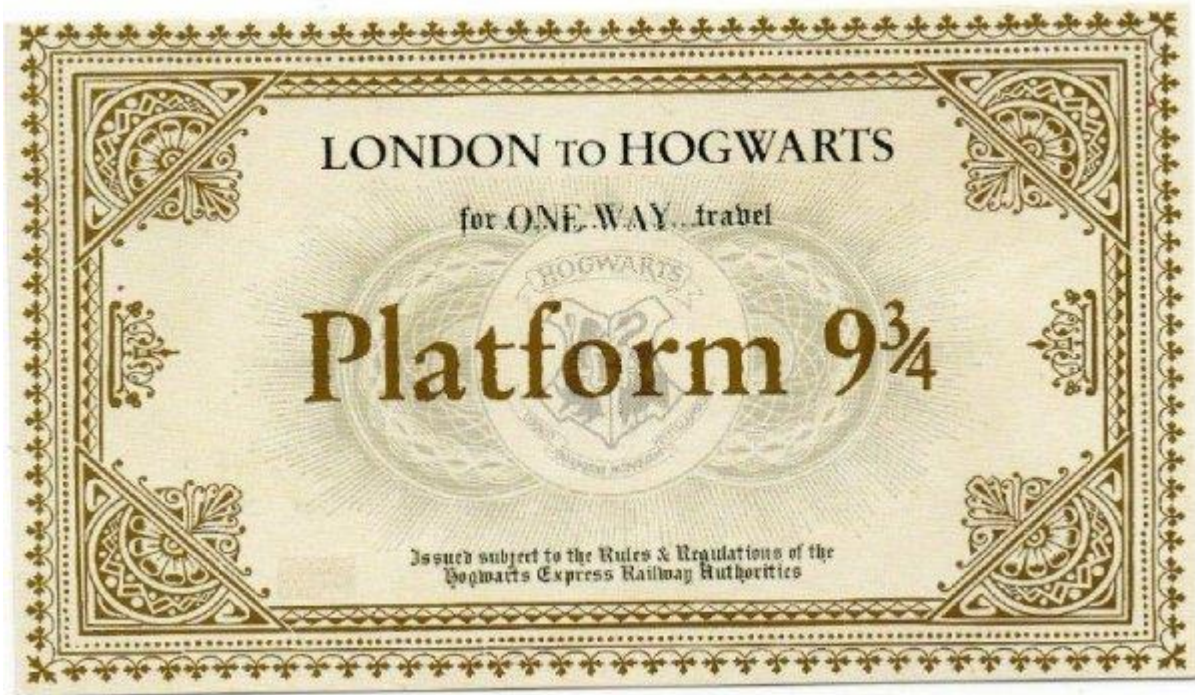 LONDON TO HOGWARTS
for ONE WAY...travel
HOGWARTS
Platform 9¾
Issued subject to the Rules & Regulations of the
Hogwarts Express Railway Authorities